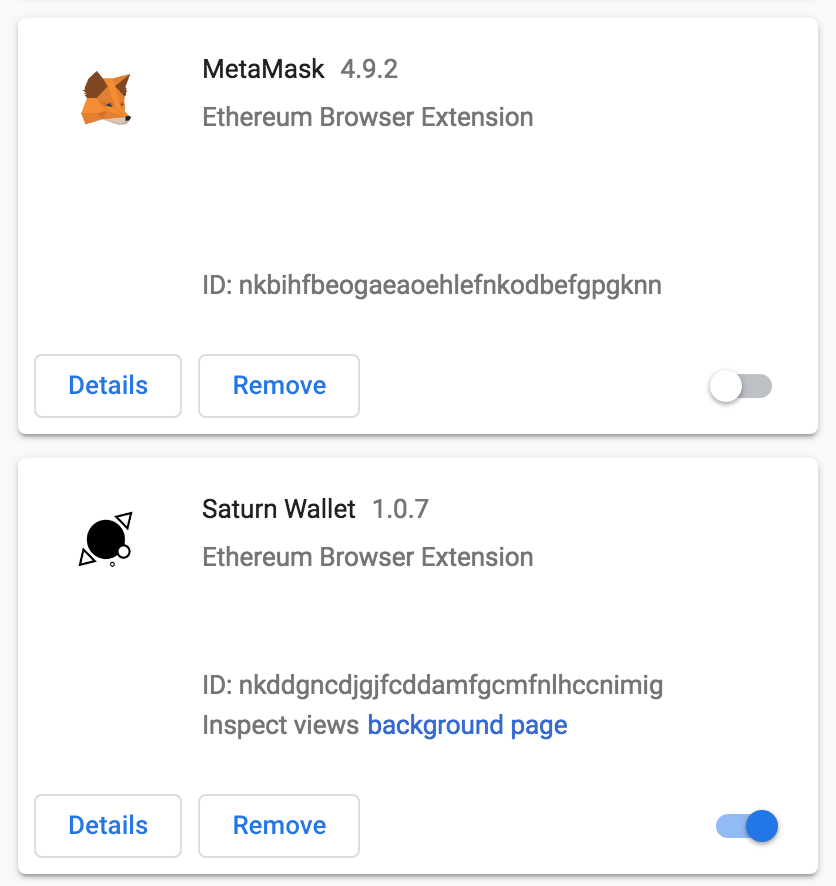 MetaMask 4.9.2
Ethereum Browser Extension
ID: nkbihfbeogaeaoehlefnkodbefgpgknn
Details Remove
Saturn Wallet 1.0.7
Ethereum Browser Extension
ID: nkddgncdjgjfcddamfgcmfnlhccnimig
Inspect views background page
Details Remove